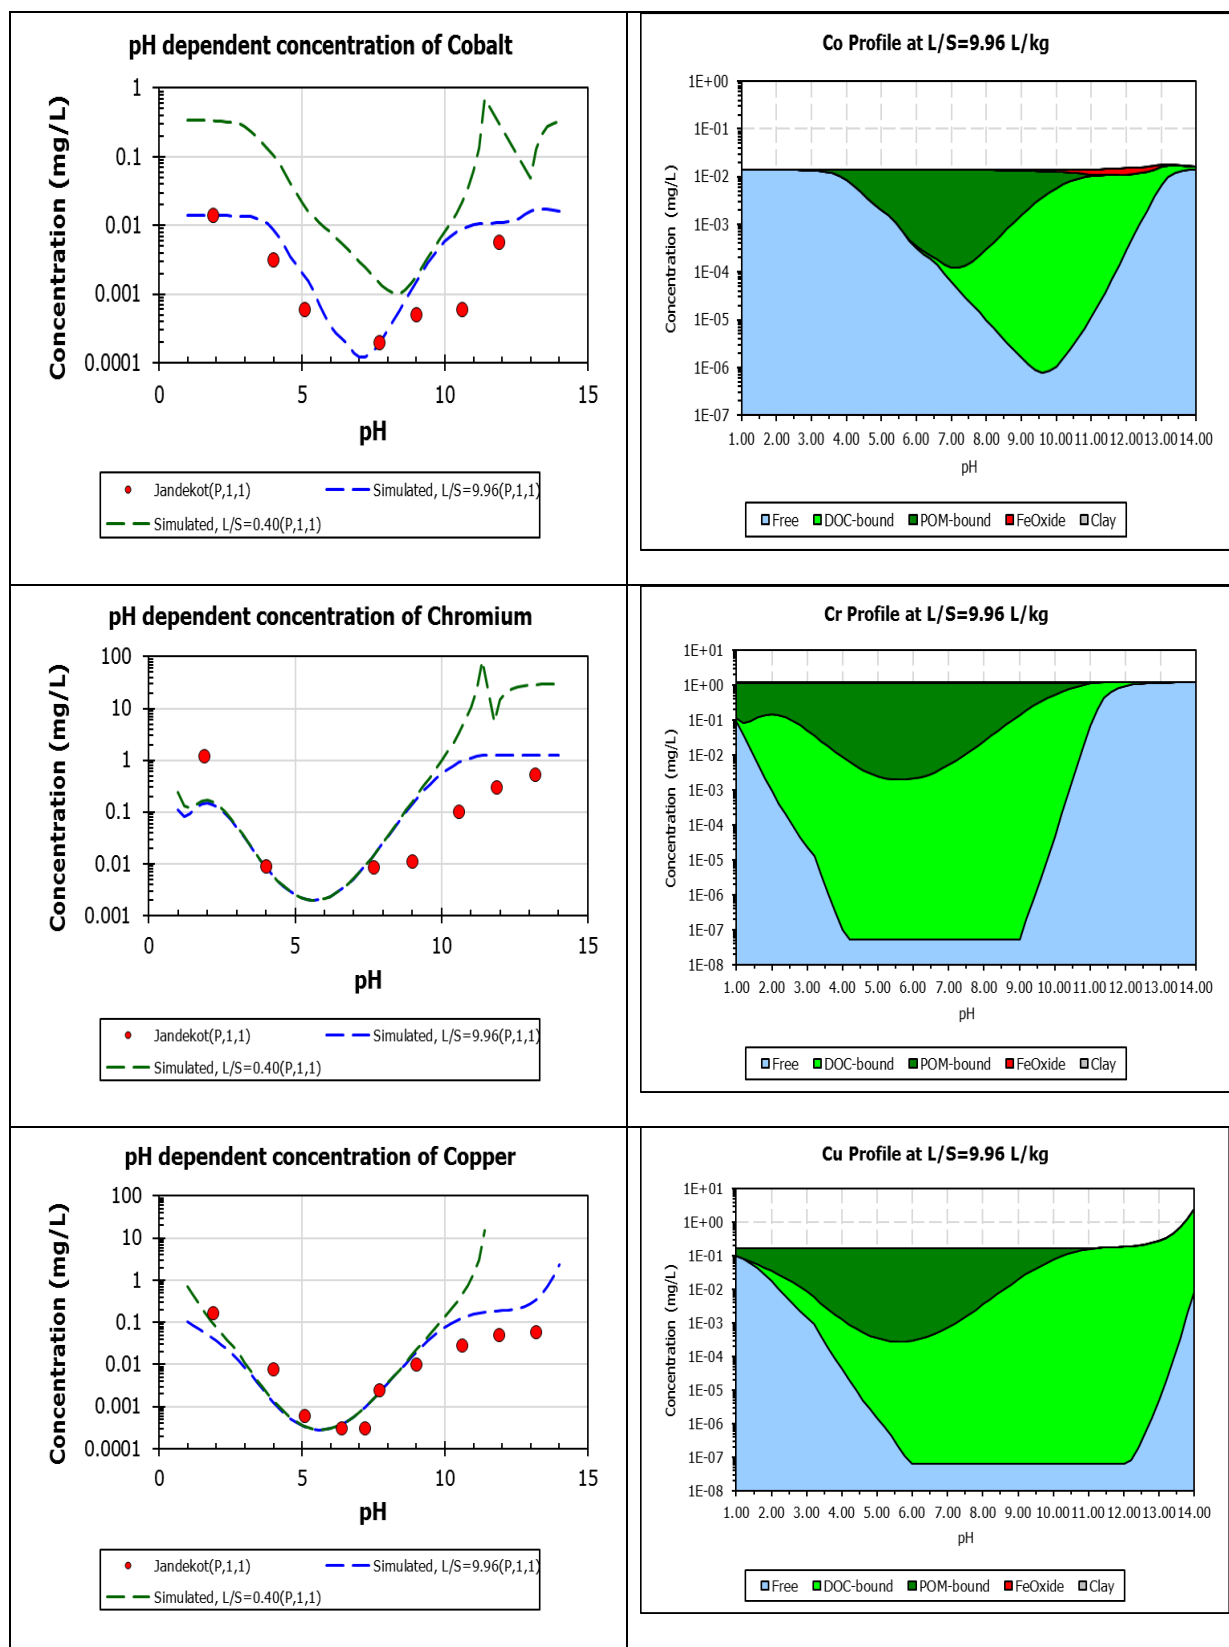 pH dependent concentration of Cobalt
Concentration (mg/L)
1
0.1
0.01
0.001
0.0001
0 5 10 15
pH
Jandekot(P,1,1) Simulated, L/S=9.96(P,1,1)
Simulated, L/S=0.40(P,1,1)
Co Profile at L/S=9.96 L/kg
Concentration (mg/L)
1E+00
1E-01
1E-02
1E-03
1E-04
1E-05
1E-06
1E-07
1.00 2.00 3.00 4.00 5.00 6.00 7.00 8.00 9.00 10.00 11.00 12.00 13.00 14.00
pH
Free DOC-bound POM-bound FeOxide Clay
pH dependent concentration of Chromium
Concentration (mg/L)
100
10
1
0.1
0.01
0.001
0 5 10 15
pH
Jandekot(P,1,1) Simulated, L/S=9.96(P,1,1)
Simulated, L/S=0.40(P,1,1)
Cr Profile at L/S=9.96 L/kg
Concentration (mg/L)
1E+01
1E+00
1E-01
1E-02
1E-03
1E-04
1E-05
1E-06
1E-07
1E-08
1.00 2.00 3.00 4.00 5.00 6.00 7.00 8.00 9.00 10.00 11.00 12.00 13.00 14.00
pH
Free DOC-bound POM-bound FeOxide Clay
pH dependent concentration of Copper
Concentration (mg/L)
100
10
1
0.1
0.01
0.001
0.0001
0 5 10 15
pH
Jandekot(P,1,1) Simulated, L/S=9.96(P,1,1)
Simulated, L/S=0.40(P,1,1)
Cu Profile at L/S=9.96 L/kg
Concentration (mg/L)
1E+01
1E+00
1E-01
1E-02
1E-03
1E-04
1E-05
1E-06
1E-07
1E-08
1.00 2.00 3.00 4.00 5.00 6.00 7.00 8.00 9.00 10.00 11.00 12.00 13.00 14.00
pH
Free DOC-bound POM-bound FeOxide Clay